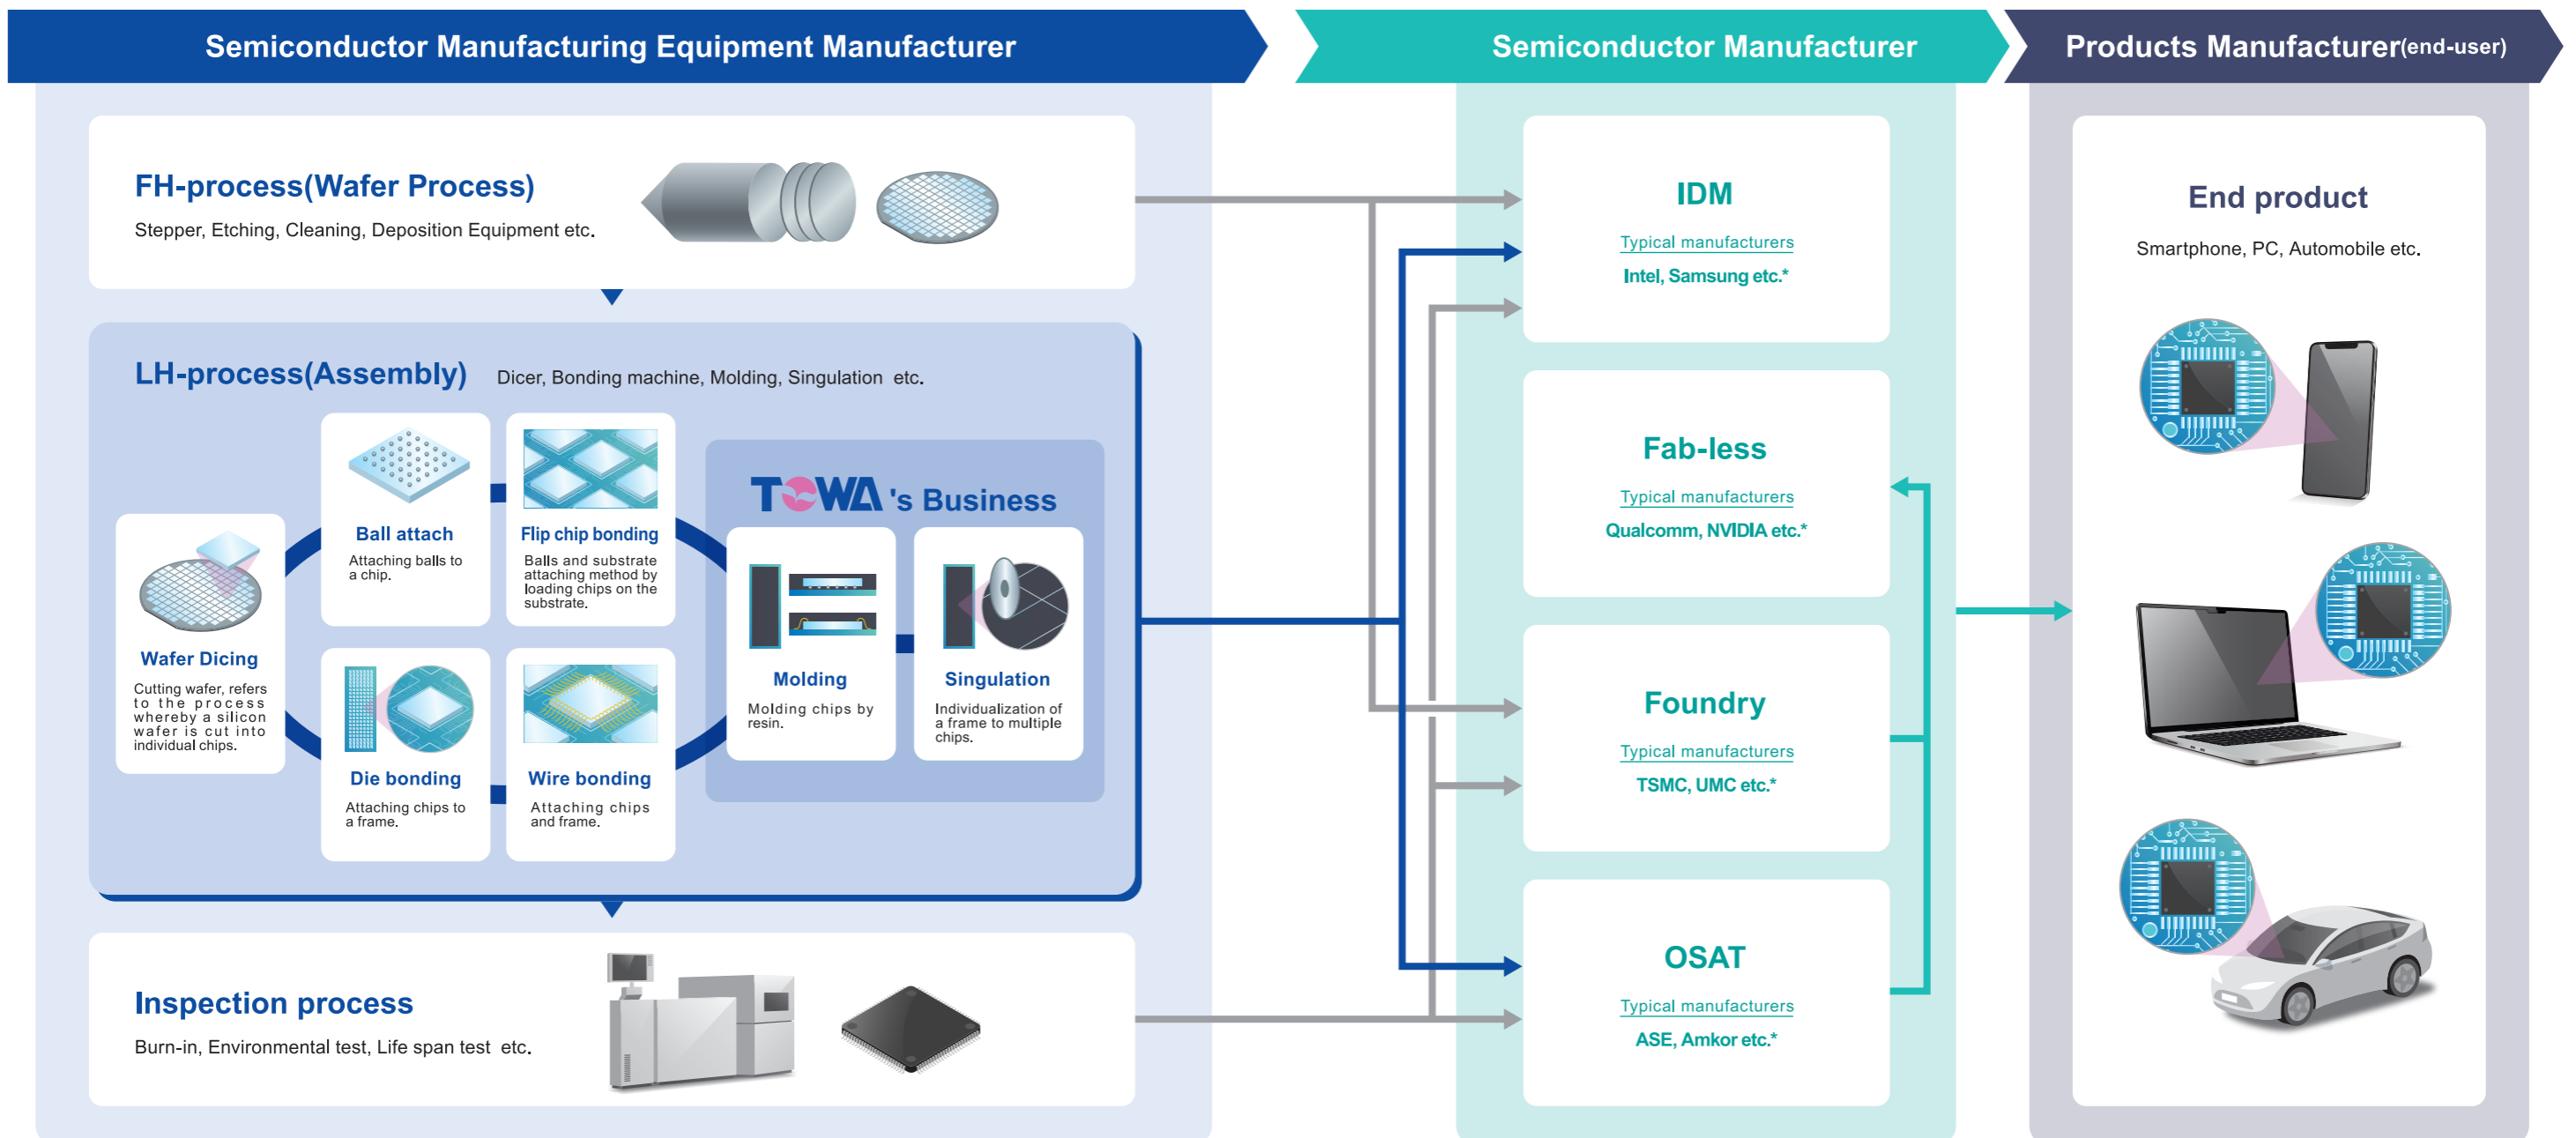 Semiconductor Manufacturing Equipment Manufacturer
Semiconductor Manufacturer
Products Manufacturer(end-user)
FH-process(Wafer Process)
Stepper, Etching, Cleaning, Deposition Equipment etc.
LH-process(Assembly)
Dicer, Bonding machine, Molding, Singulation etc.
Wafer Dicing
Cutting wafer, refers
to the process
whereby a silicon
wafer is cut into
individual chips.
Ball attach
Attaching balls to
a chip.
Flip chip bonding
Balls and substrate
attaching method by
loading chips on the
substrate.
Die bonding
Attaching chips to
a frame.
Wire bonding
Attaching chips
and frame.
TOWA 's Business
Molding
Molding chips by
resin.
Singulation
Individualization of
a frame to multiple
chips.
Inspection process
Burn-in, Environmental test, Life span test etc.
IDM
Typical manufacturers
Intel, Samsung etc.*
Fab-less
Typical manufacturers
Qualcomm, NVIDIA etc.*
Foundry
Typical manufacturers
TSMC, UMC etc.*
OSAT
Typical manufacturers
ASE, Amkor etc.*
End product
Smartphone, PC, Automobile etc.